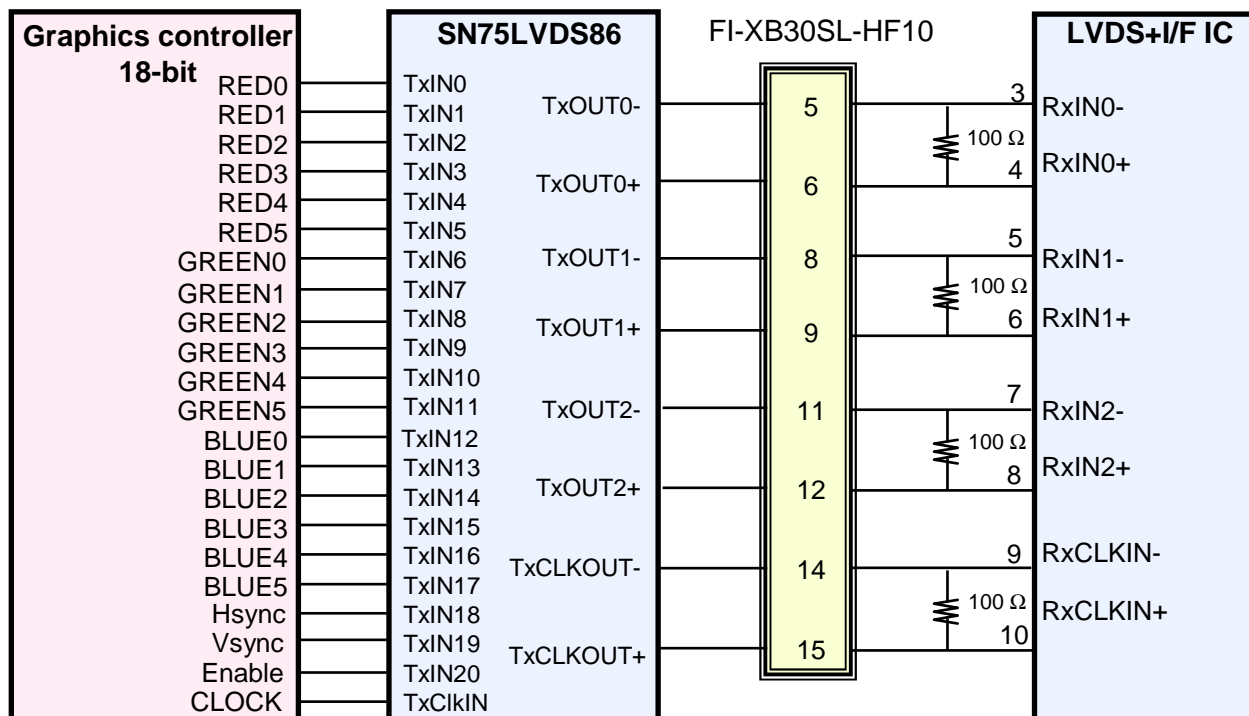 Graphics controller
18-bit
SN75LVDS86
FI-XB30SL-HF10
LVDS+I/F IC
RED0
RED1
RED2
RED3
RED4
RED5
GREEN0
GREEN1
GREEN2
GREEN3
GREEN4
GREEN5
BLUE0
BLUE1
BLUE2
BLUE3
BLUE4
BLUE5
Hsync
Vsync
Enable
CLOCK
TxIN0
TxIN1
TxIN2
TxIN3
TxIN4
TxIN5
TxIN6
TxIN7
TxIN8
TxIN9
TxIN10
TxIN11
TxIN12
TxIN13
TxIN14
TxIN15
TxIN16
TxIN17
TxIN18
TxIN19
TxIN20
TxClkIN
TxOUT0-
TxOUT0+
TxOUT1-
TxOUT1+
TxOUT2-
TxOUT2+
TxCLKOUT-
TxCLKOUT+
5
6
8
9
11
12
14
15
3
100 Ω
4
5
100 Ω
6
7
100 Ω
8
9
100 Ω
10
RxIN0-
RxIN0+
RxIN1-
RxIN1+
RxIN2-
RxIN2+
RxCLKIN-
RxCLKIN+